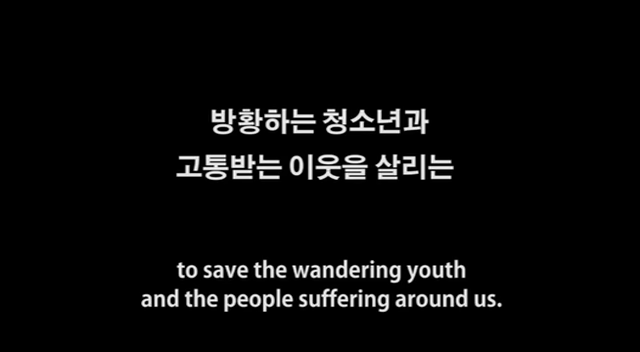 방황하는 청소년과
고통받는 이웃을 살리는
to save the wandering youth
and the people suffering around us.